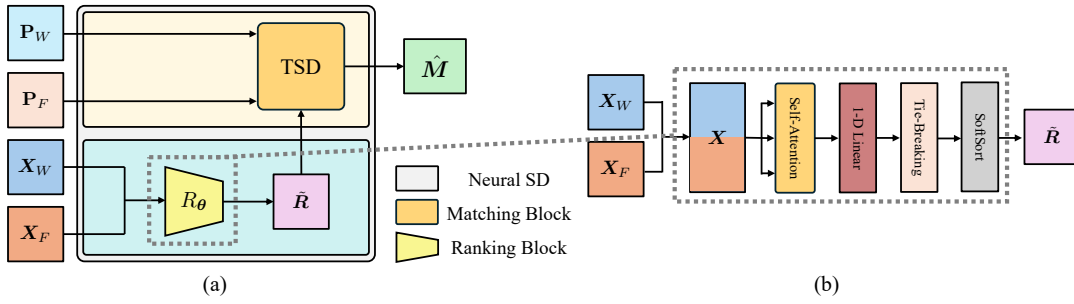 P_W
P_F
X_W
X_F
TSD
M̂
R_θ
R̃
Neural SD
Matching Block
Ranking Block
(a)
X_W
X_F
X
Self-Attention
1-D Linear
Tie-Breaking
SoftSort
R̃
(b)